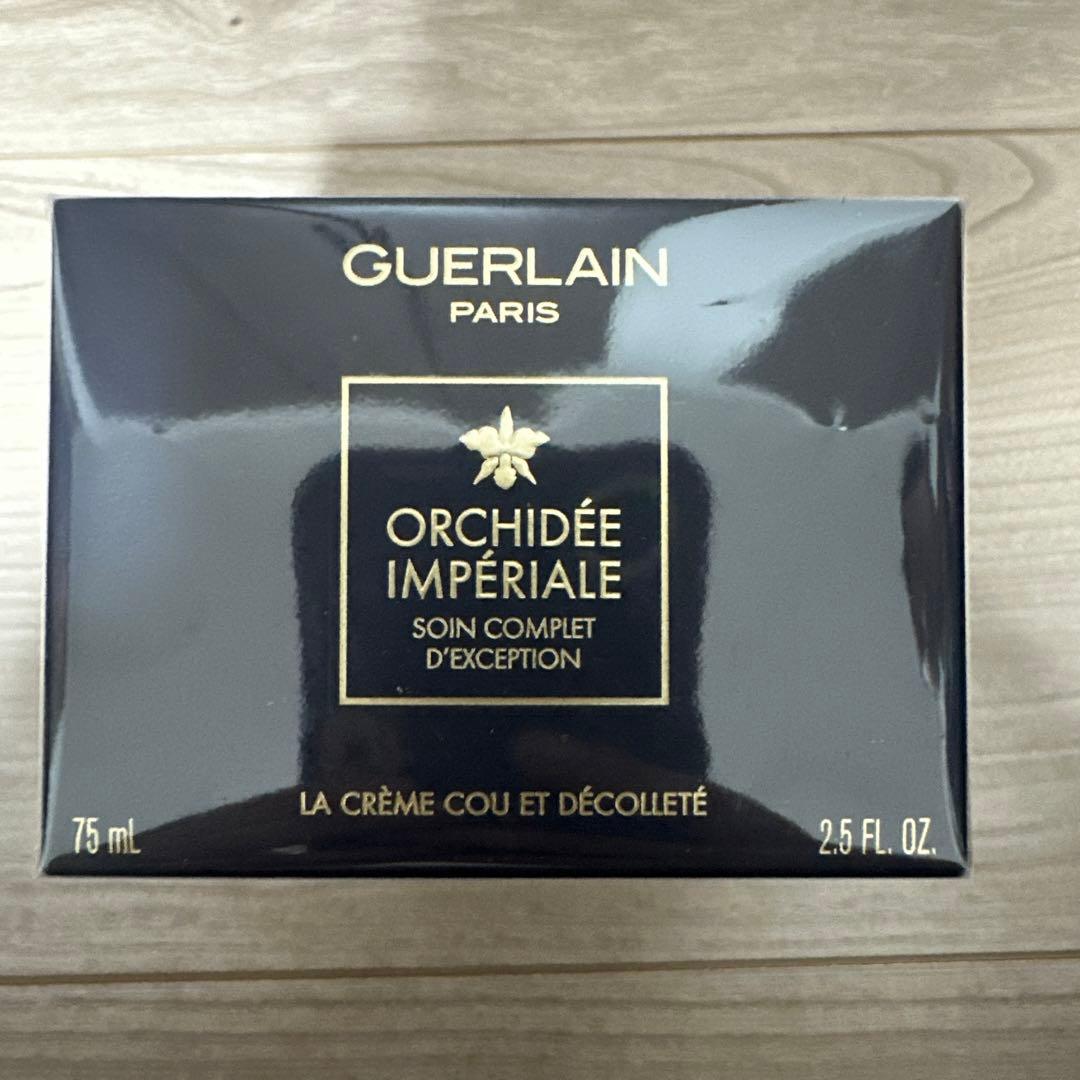 GUERLAIN
PARIS
ORCHIDÉE
IMPÉRIALE
SOIN COMPLET
D'EXCEPTION
LA CRÈME COU ET DÉCOLLETÉ
75 mL
2.5 FL. OZ.